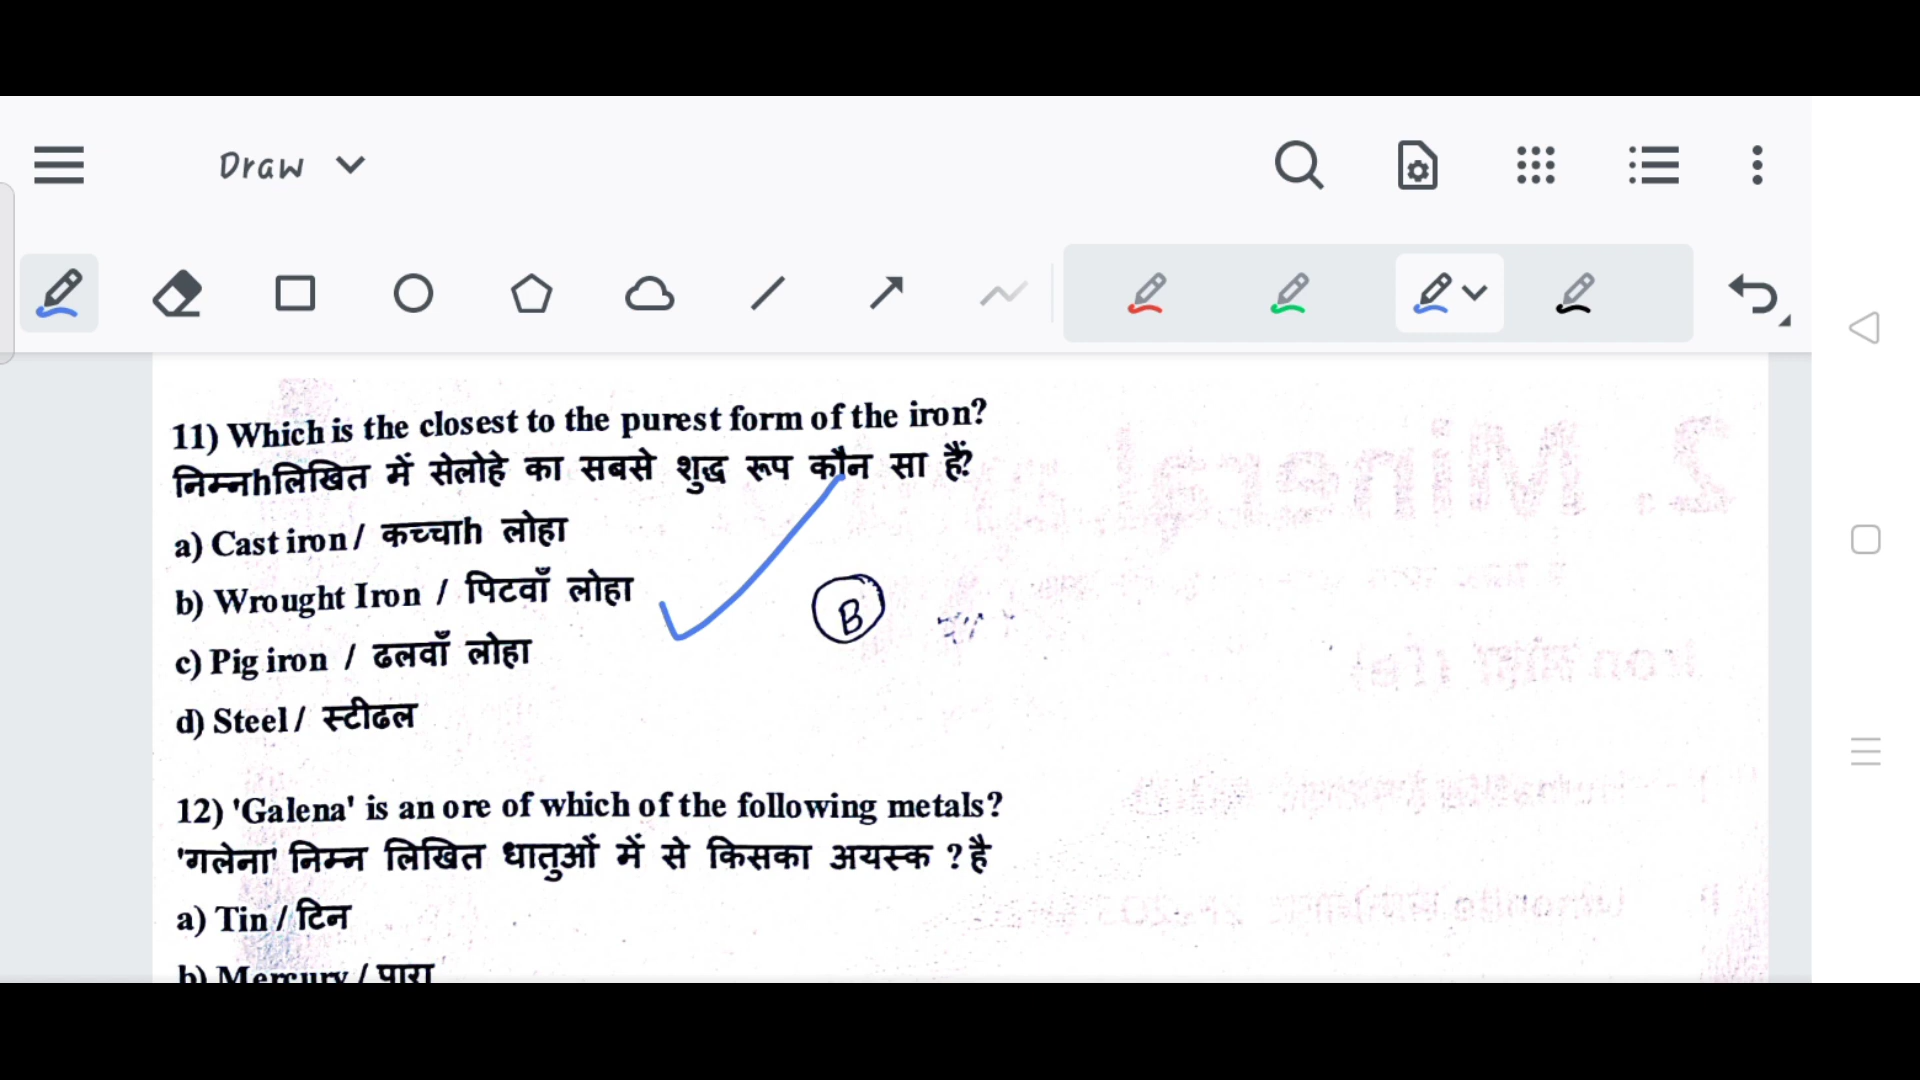 Draw
11) Which is the closest to the purest form of the iron?
निम्नhलिखित में सेलोहे का सबसे शुद्ध रूप कौन सा हैं?
a) Cast iron / कच्चाh लोहा
b) Wrought Iron / पिटवाँ लोहा
B
c) Pig iron / ढलवाँ लोहा
d) Steel / स्टीढल
12) 'Galena' is an ore of which of the following metals?
'गलेना' निम्न लिखित धातुओं में से किसका अयस्क ? है
a) Tin / टिन
b) Mercury / पारा